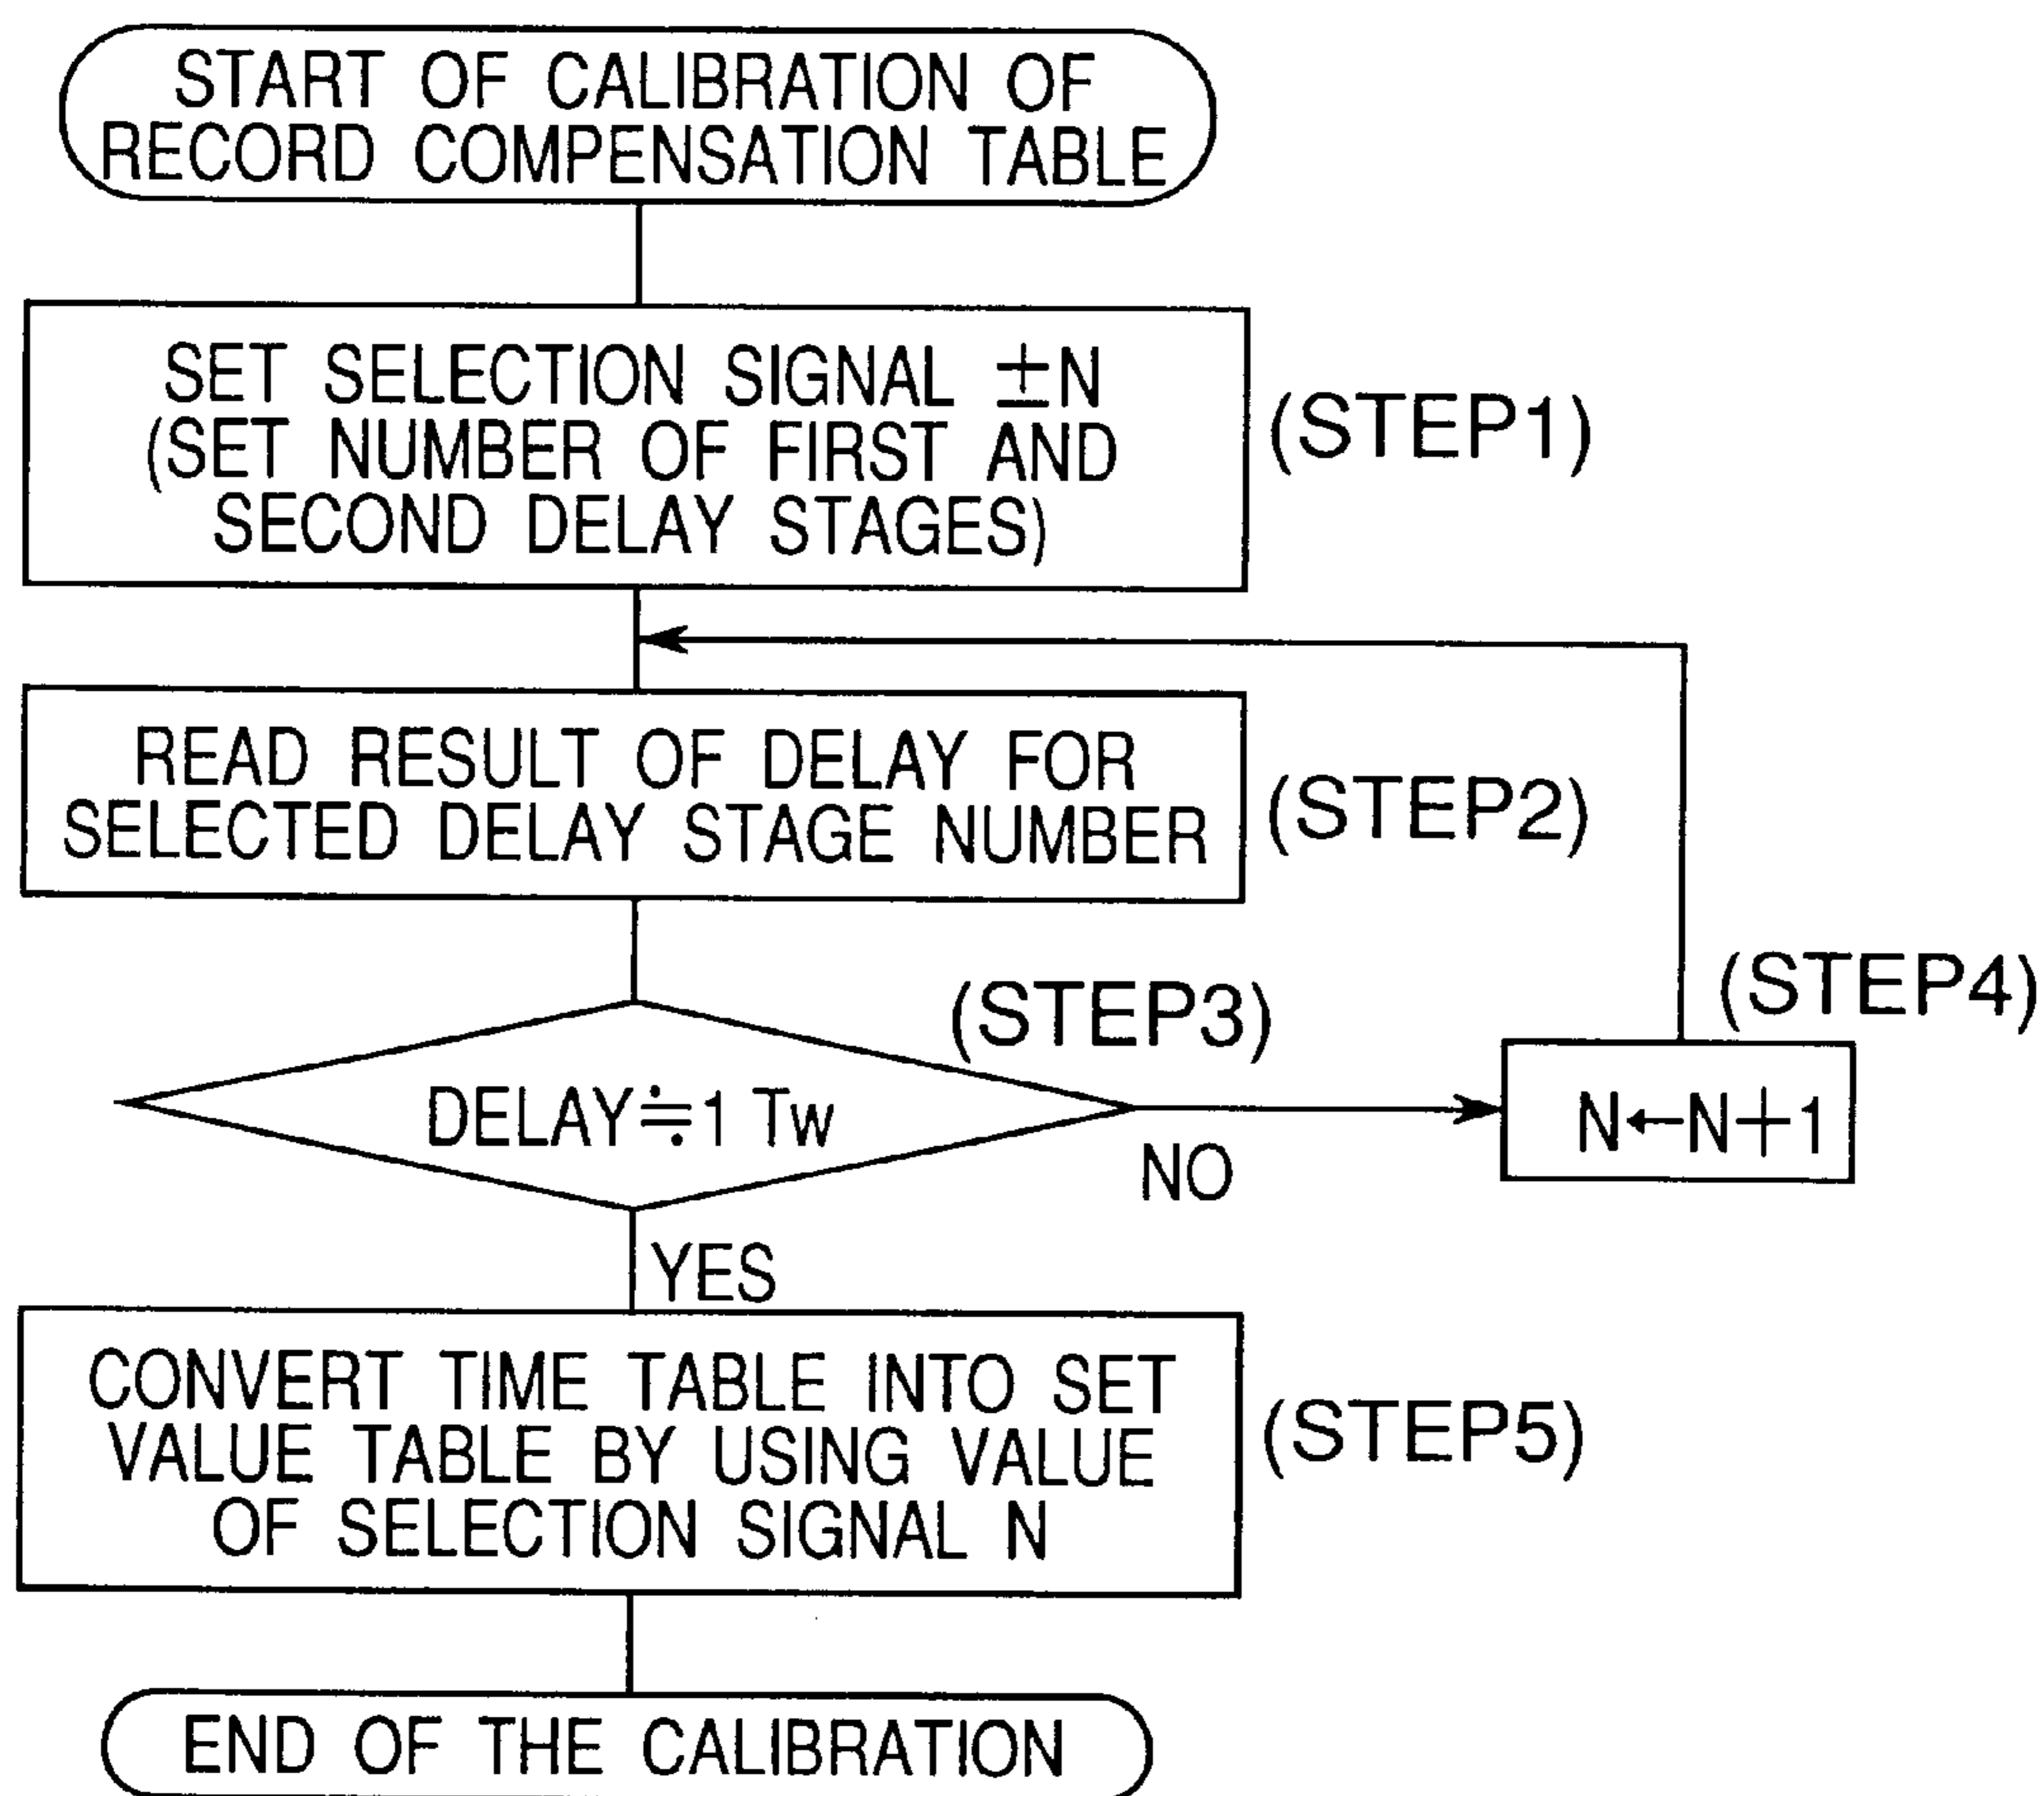 START OF CALIBRATION OF
RECORD COMPENSATION TABLE
SET SELECTION SIGNAL ±N
(SET NUMBER OF FIRST AND
SECOND DELAY STAGES)
(STEP1)
READ RESULT OF DELAY FOR
SELECTED DELAY STAGE NUMBER
(STEP2)
DELAY≒1 Tw
(STEP3)
NO
N←N+1
(STEP4)
YES
CONVERT TIME TABLE INTO SET
VALUE TABLE BY USING VALUE
OF SELECTION SIGNAL N
(STEP5)
END OF THE CALIBRATION